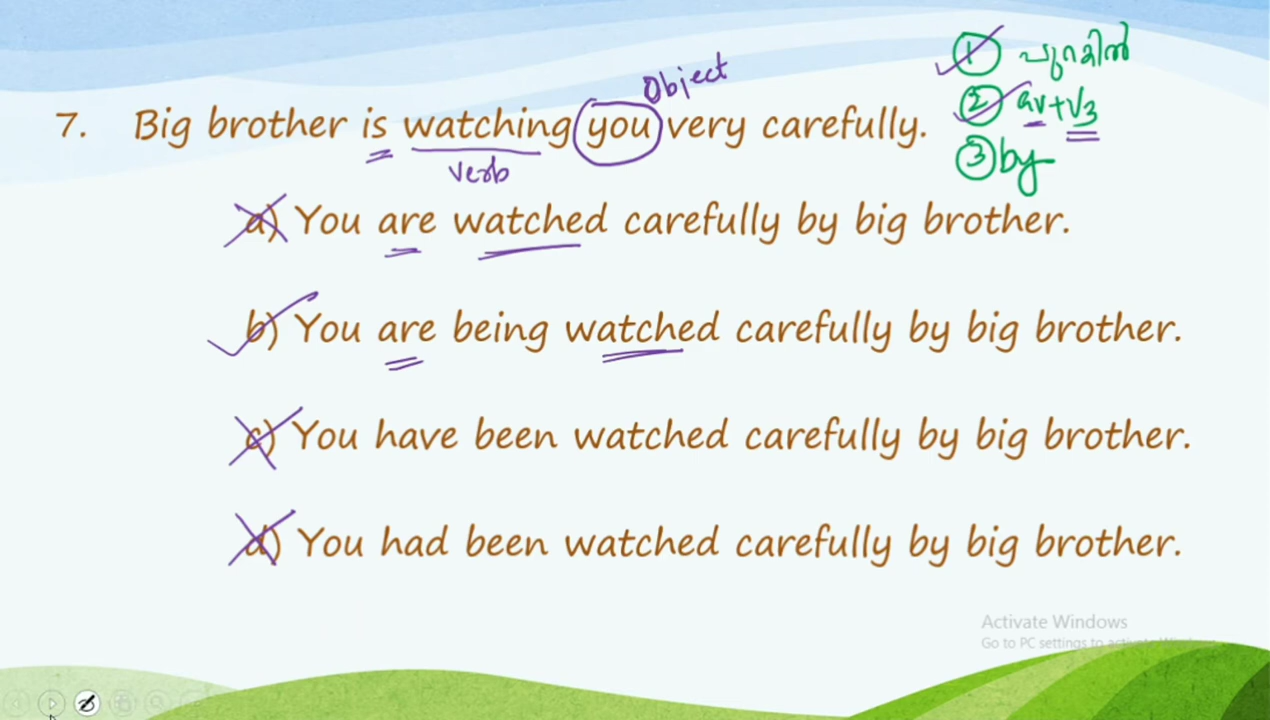 ① പുറമിൽ
Object
7. Big brother is watching you very carefully.
② av+V3
verb
③ by
a) You are watched carefully by big brother.
b) You are being watched carefully by big brother.
c) You have been watched carefully by big brother.
d) You had been watched carefully by big brother.
Activate Windows
Go to PC settings to activate Windows.